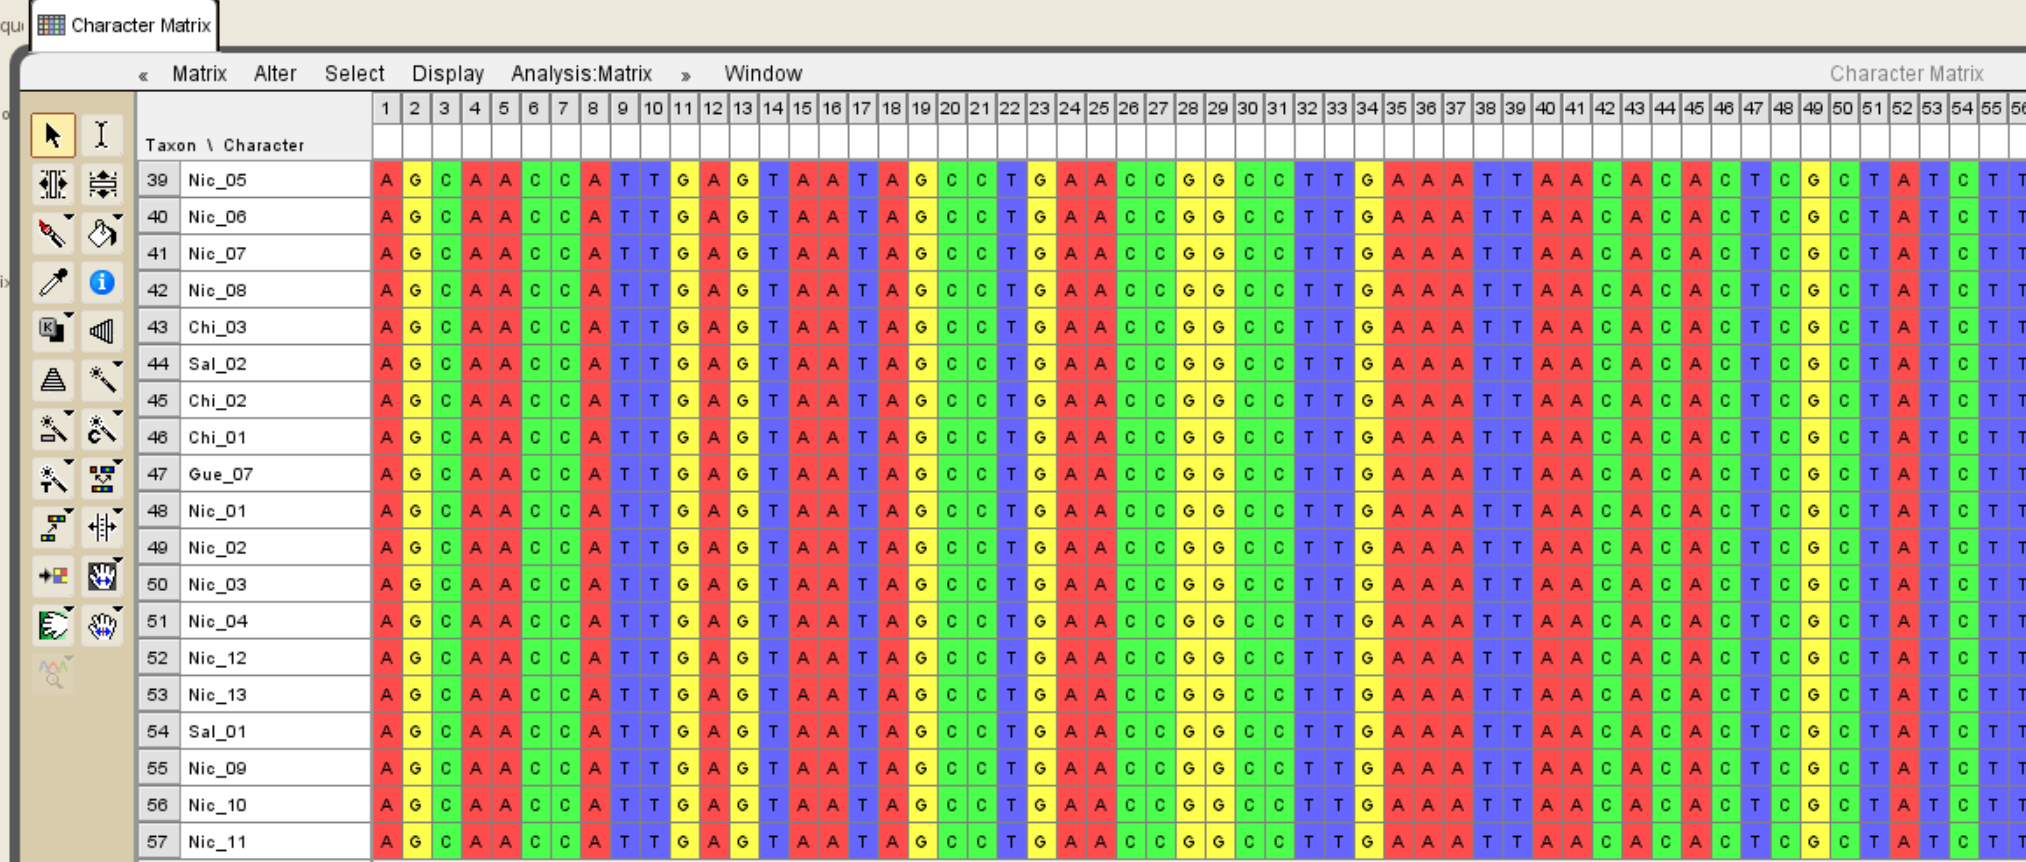 Character Matrix
« Matrix Alter Select Display Analysis:Matrix » Window Character Matrix
1 2 3 4 5 6 7 8 9 10 11 12 13 14 15 16 17 18 19 20 21 22 23 24 25 26 27 28 29 30 31 32 33 34 35 36 37 38 39 40 41 42 43 44 45 46 47 48 49 50 51 52 53 54 55 56
Taxon \ Character
39 Nic_05 A G C A A C C A T T G A G T A A T A G C C T G A A C C G G C C T T G A A A T T A A C A C A C T C G C T A T C T T
40 Nic_06 A G C A A C C A T T G A G T A A T A G C C T G A A C C G G C C T T G A A A T T A A C A C A C T C G C T A T C T T
41 Nic_07 A G C A A C C A T T G A G T A A T A G C C T G A A C C G G C C T T G A A A T T A A C A C A C T C G C T A T C T T
42 Nic_08 A G C A A C C A T T G A G T A A T A G C C T G A A C C G G C C T T G A A A T T A A C A C A C T C G C T A T C T T
43 Chi_03 A G C A A C C A T T G A G T A A T A G C C T G A A C C G G C C T T G A A A T T A A C A C A C T C G C T A T C T T
44 Sal_02 A G C A A C C A T T G A G T A A T A G C C T G A A C C G G C C T T G A A A T T A A C A C A C T C G C T A T C T T
45 Chi_02 A G C A A C C A T T G A G T A A T A G C C T G A A C C G G C C T T G A A A T T A A C A C A C T C G C T A T C T T
46 Chi_01 A G C A A C C A T T G A G T A A T A G C C T G A A C C G G C C T T G A A A T T A A C A C A C T C G C T A T C T T
47 Gue_07 A G C A A C C A T T G A G T A A T A G C C T G A A C C G G C C T T G A A A T T A A C A C A C T C G C T A T C T T
48 Nic_01 A G C A A C C A T T G A G T A A T A G C C T G A A C C G G C C T T G A A A T T A A C A C A C T C G C T A T C T T
49 Nic_02 A G C A A C C A T T G A G T A A T A G C C T G A A C C G G C C T T G A A A T T A A C A C A C T C G C T A T C T T
50 Nic_03 A G C A A C C A T T G A G T A A T A G C C T G A A C C G G C C T T G A A A T T A A C A C A C T C G C T A T C T T
51 Nic_04 A G C A A C C A T T G A G T A A T A G C C T G A A C C G G C C T T G A A A T T A A C A C A C T C G C T A T C T T
52 Nic_12 A G C A A C C A T T G A G T A A T A G C C T G A A C C G G C C T T G A A A T T A A C A C A C T C G C T A T C T T
53 Nic_13 A G C A A C C A T T G A G T A A T A G C C T G A A C C G G C C T T G A A A T T A A C A C A C T C G C T A T C T T
54 Sal_01 A G C A A C C A T T G A G T A A T A G C C T G A A C C G G C C T T G A A A T T A A C A C A C T C G C T A T C T T
55 Nic_09 A G C A A C C A T T G A G T A A T A G C C T G A A C C G G C C T T G A A A T T A A C A C A C T C G C T A T C T T
56 Nic_10 A G C A A C C A T T G A G T A A T A G C C T G A A C C G G C C T T G A A A T T A A C A C A C T C G C T A T C T T
57 Nic_11 A G C A A C C A T T G A G T A A T A G C C T G A A C C G G C C T T G A A A T T A A C A C A C T C G C T A T C T T